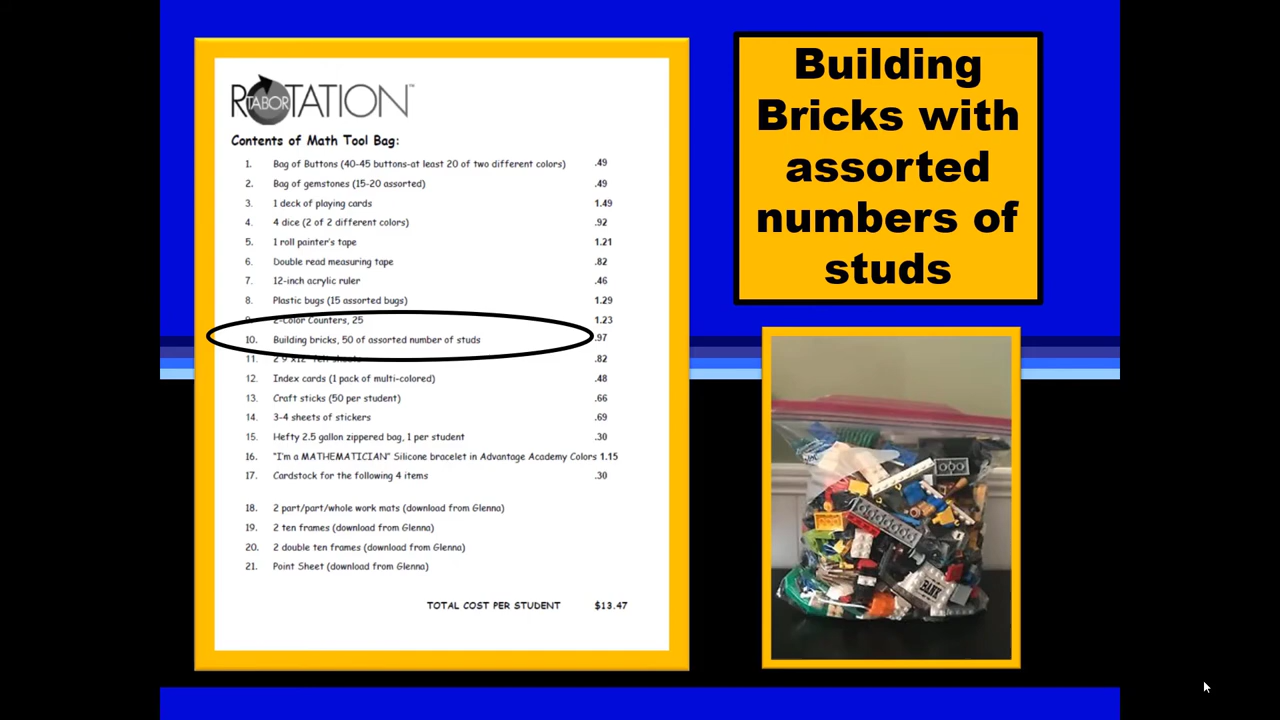 ROTATION™
TABOR
Contents of Math Tool Bag:
1. Bag of Buttons (40-45 buttons-at least 20 of two different colors) .49
2. Bag of gemstones (15-20 assorted) .49
3. 1 deck of playing cards 1.49
4. 4 dice (2 of 2 different colors) .92
5. 1 roll painter's tape 1.21
6. Double read measuring tape .82
7. 12-inch acrylic ruler .46
8. Plastic bugs (15 assorted bugs) 1.29
9. 2-Color Counters, 25 1.23
10. Building bricks, 50 of assorted number of studs .97
11. 2 9"x12" felt sheets .82
12. Index cards (1 pack of multi-colored) .48
13. Craft sticks (50 per student) .66
14. 3-4 sheets of stickers .69
15. Hefty 2.5 gallon zippered bag, 1 per student .30
16. "I'm a MATHEMATICIAN" Silicone bracelet in Advantage Academy Colors 1.15
17. Cardstock for the following 4 items .30
18. 2 part/part/whole work mats (download from Glenna)
19. 2 ten frames (download from Glenna)
20. 2 double ten frames (download from Glenna)
21. Point Sheet (download from Glenna)
TOTAL COST PER STUDENT $13.47
Building
Bricks with
assorted
numbers of
studs
BANK